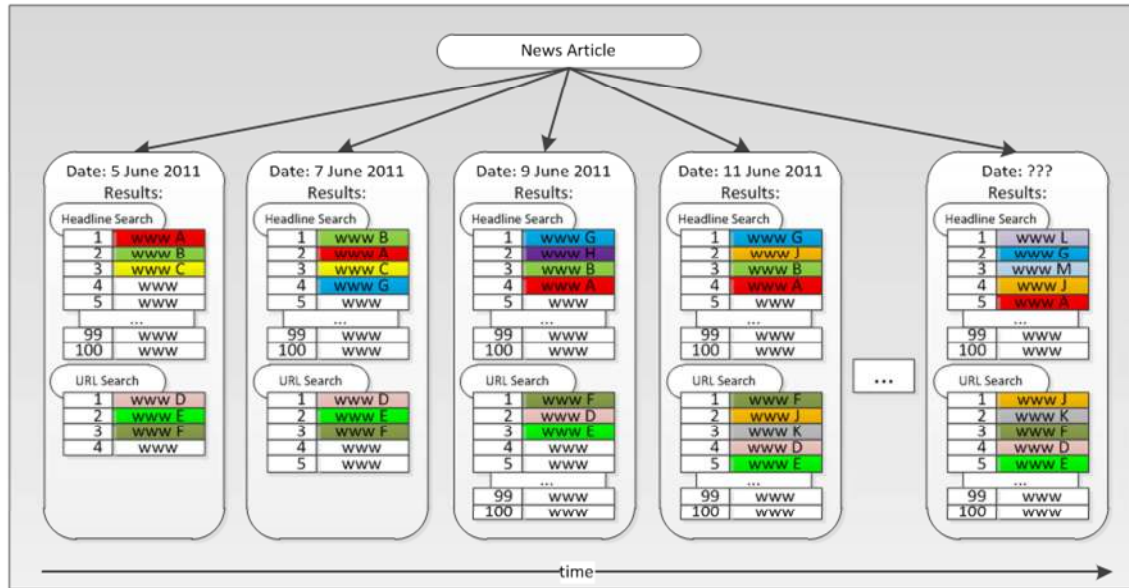 News Article
Date: 5 June 2011
Results:
Headline Search
1 www A
2 www B
3 www C
4 www
5 www
...
99 www
100 www
URL Search
1 www D
2 www E
3 www F
4 www
Date: 7 June 2011
Results:
Headline Search
1 www B
2 www A
3 www C
4 www G
5 www
...
99 www
100 www
URL Search
1 www D
2 www E
3 www F
4 www
5 www
Date: 9 June 2011
Results:
Headline Search
1 www G
2 www H
3 www B
4 www A
5 www
...
99 www
100 www
URL Search
1 www F
2 www D
3 www E
4 www
5 www
...
99 www
100 www
Date: 11 June 2011
Results:
Headline Search
1 www G
2 www J
3 www B
4 www A
5 www
...
99 www
100 www
URL Search
1 www F
2 www J
3 www K
4 www D
5 www E
...
99 www
100 www
...
Date: ???
Results:
Headline Search
1 www L
2 www G
3 www M
4 www J
5 www A
...
99 www
100 www
URL Search
1 www J
2 www K
3 www F
4 www D
5 www E
...
99 www
100 www
time